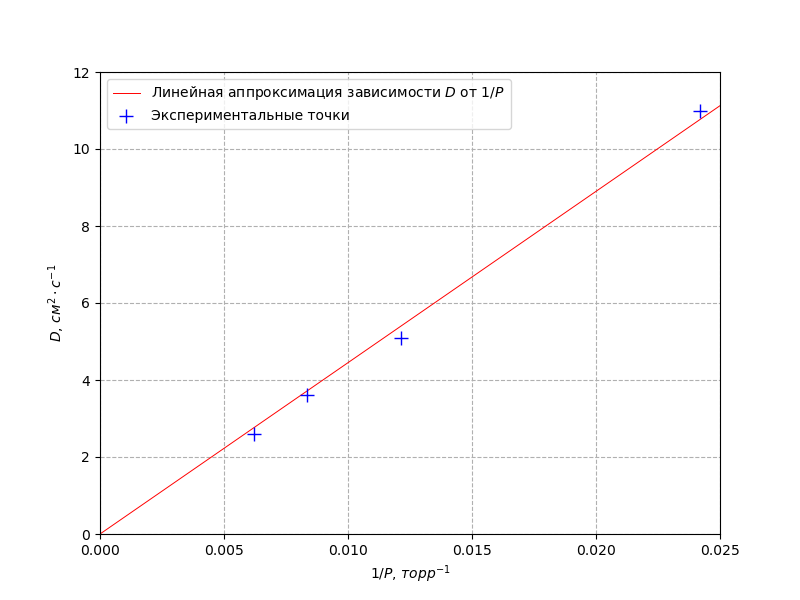 Линейная аппроксимация зависимости D от 1/P
Экспериментальные точки
12
10
8
6
4
2
0
D, см² · с⁻¹
0.000 0.005 0.010 0.015 0.020 0.025
1/P, торр⁻¹